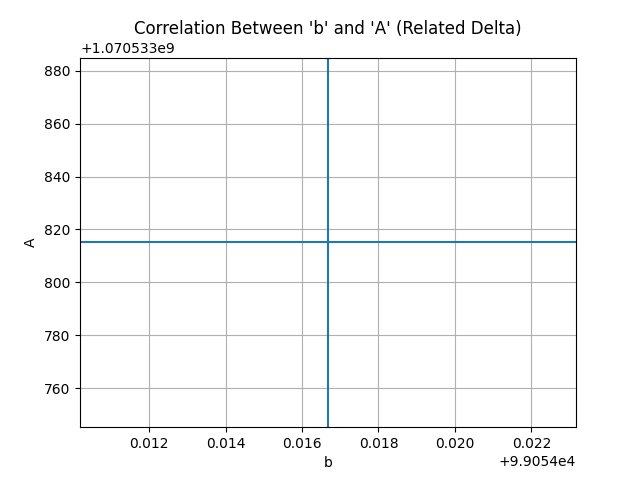 Correlation Between 'b' and 'A' (Related Delta)
+1.070533e9
880
860
840
820
800
780
760
A
0.012 0.014 0.016 0.018 0.020 0.022
b
+9.9054e4